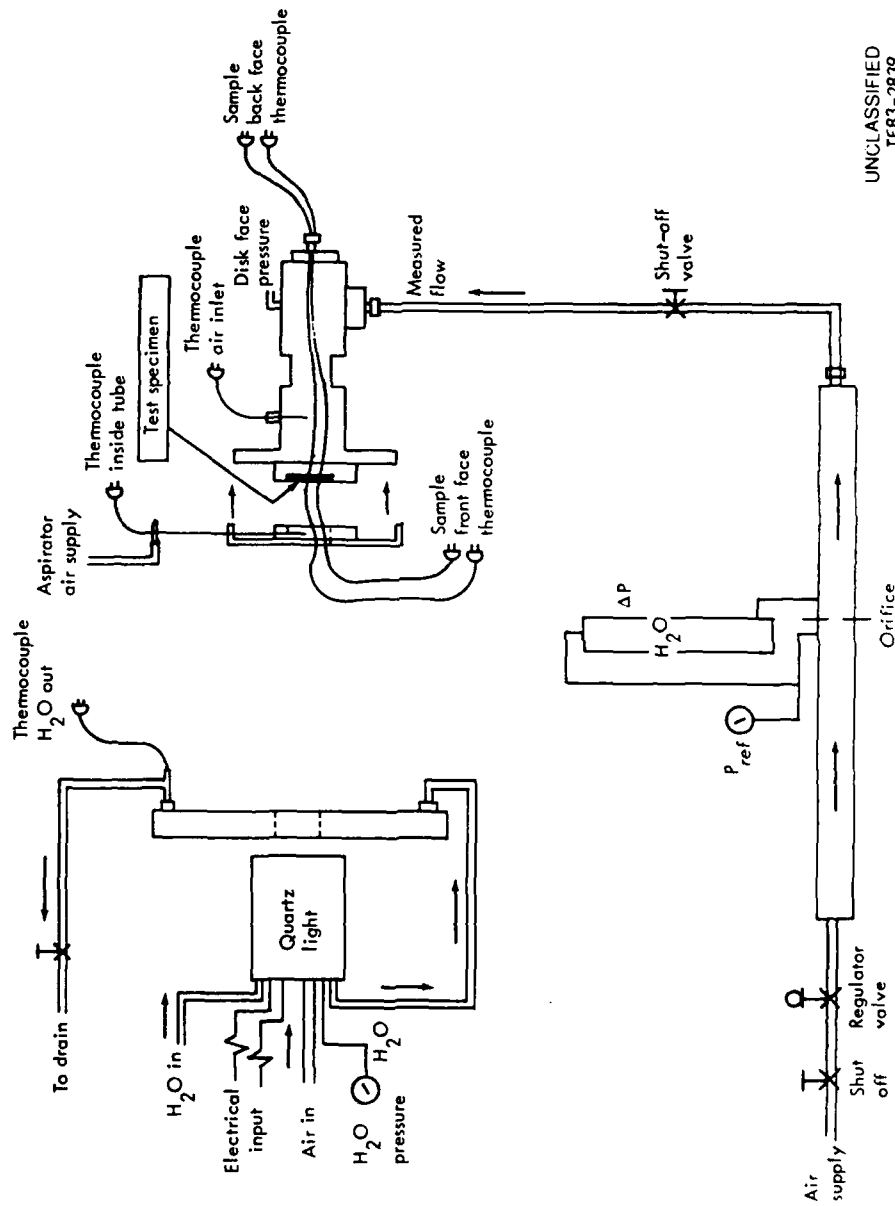 Thermocouple
H2O out
To drain
H2O in
Electrical
input
Air in
H2O
pressure
H2O
Quartz
light
Aspirator
air supply
Thermocouple
inside tube
Test specimen
Thermocouple
air inlet
Disk face
pressure
Sample
back face
thermocouple
Sample
front face
thermocouple
Measured
flow
Shut-off
valve
ΔP
H2O
Pref
Orifice
Air
supply
Shut
off
Regulator
valve
UNCLASSIFIED
TE83-2829